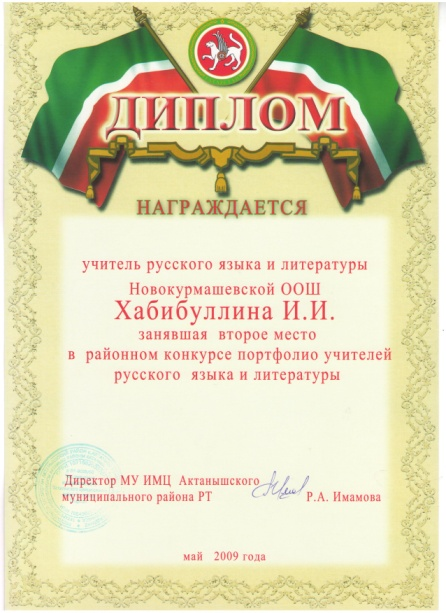 ДИПЛОМ
НАГРАЖДАЕТСЯ
учитель русского языка и литературы
Новокурмашевской ООШ
Хабибуллина И.И.
занявшая второе место
в районном конкурсе портфолио учителей
русского языка и литературы
Директор МУ ИМЦ Актанышского
муниципального района РТ Р.А. Имамова
май 2009 года